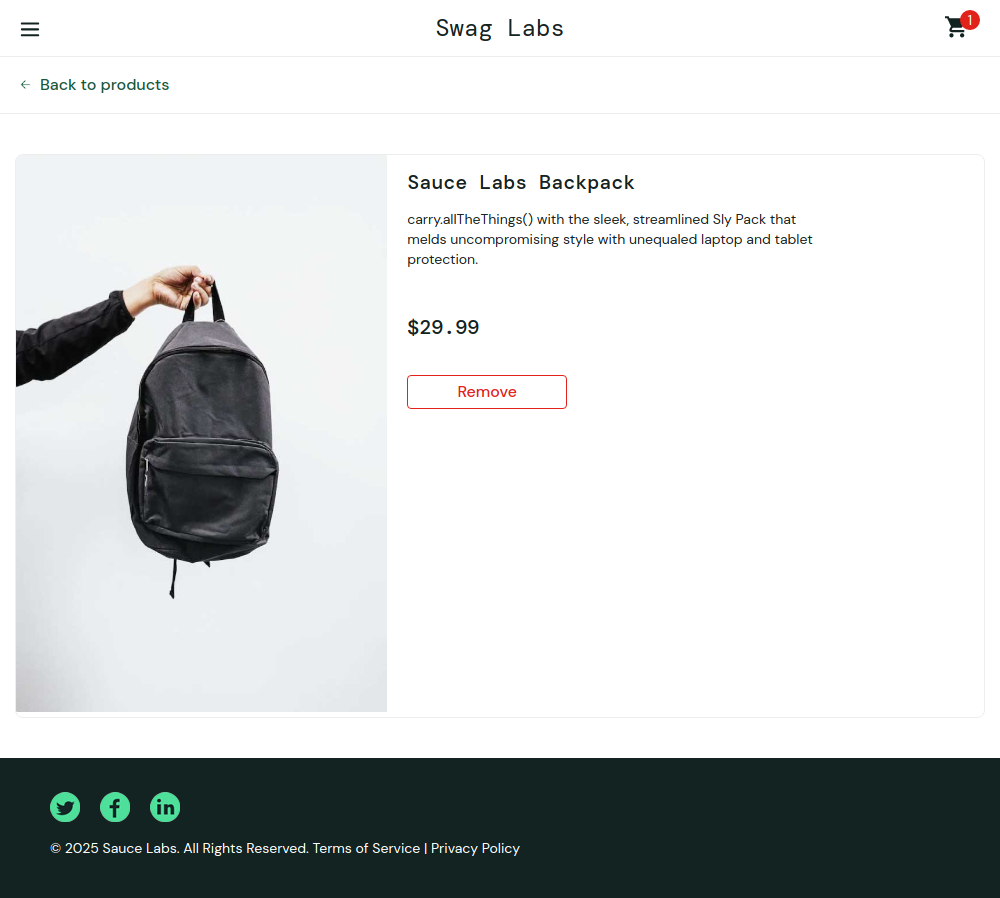 Swag Labs
1
Back to products
Sauce Labs Backpack
carry.allTheThings() with the sleek, streamlined Sly Pack that
melds uncompromising style with unequaled laptop and tablet
protection.
$29.99
Remove
© 2025 Sauce Labs. All Rights Reserved. Terms of Service | Privacy Policy